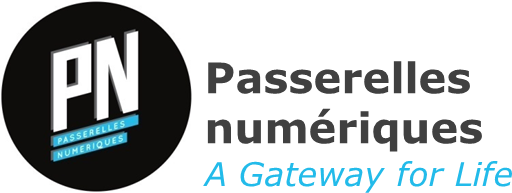 PN
PASSERELLES
NUMERIQUES
Passerelles
numériques
A Gateway for Life